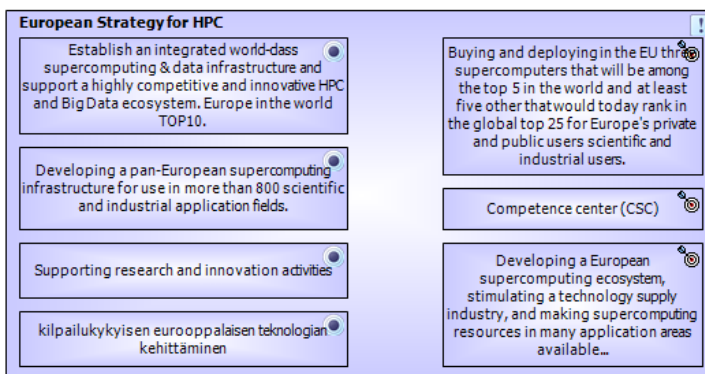 European Strategy for HPC
!
Establish an integrated world-dass
supercomputing & data infrastructure and
support a highly competitive and innovative HPC
and Big Data ecosystem. Europe in the world
TOP10.
Developing a pan-European supercomputing
infrastructure for use in more than 800 scientific
and industrial application fields.
Supporting research and innovation activities
kilpailukykyisen eurooppalaisen teknologian
kehittäminen
Buying and deploying in the EU three
supercomputers that will be among
the top 5 in the world and at least
five other that would today rank in
the global top 25 for Europe's private
and public users scientific and
industrial users.
Competence center (CSC)
Developing a European
supercomputing ecosystem,
stimulating a technology supply
industry, and making supercomputing
resources in many application areas
available...